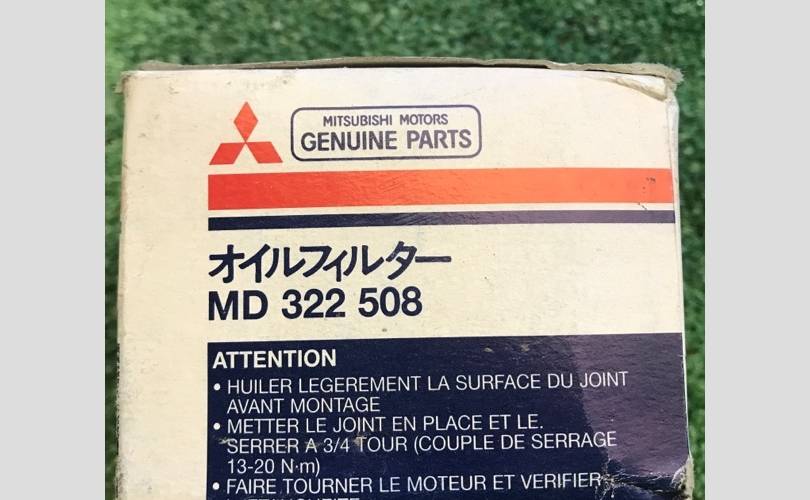 MITSUBISHI MOTORS
GENUINE PARTS
オイルフィルター
MD 322 508
ATTENTION
• HUILER LEGEREMENT LA SURFACE DU JOINT
AVANT MONTAGE
• METTER LE JOINT EN PLACE ET LE.
SERRER A 3/4 TOUR (COUPLE DE SERRAGE
13-20 N·m)
• FAIRE TOURNER LE MOTEUR ET VERIFIER